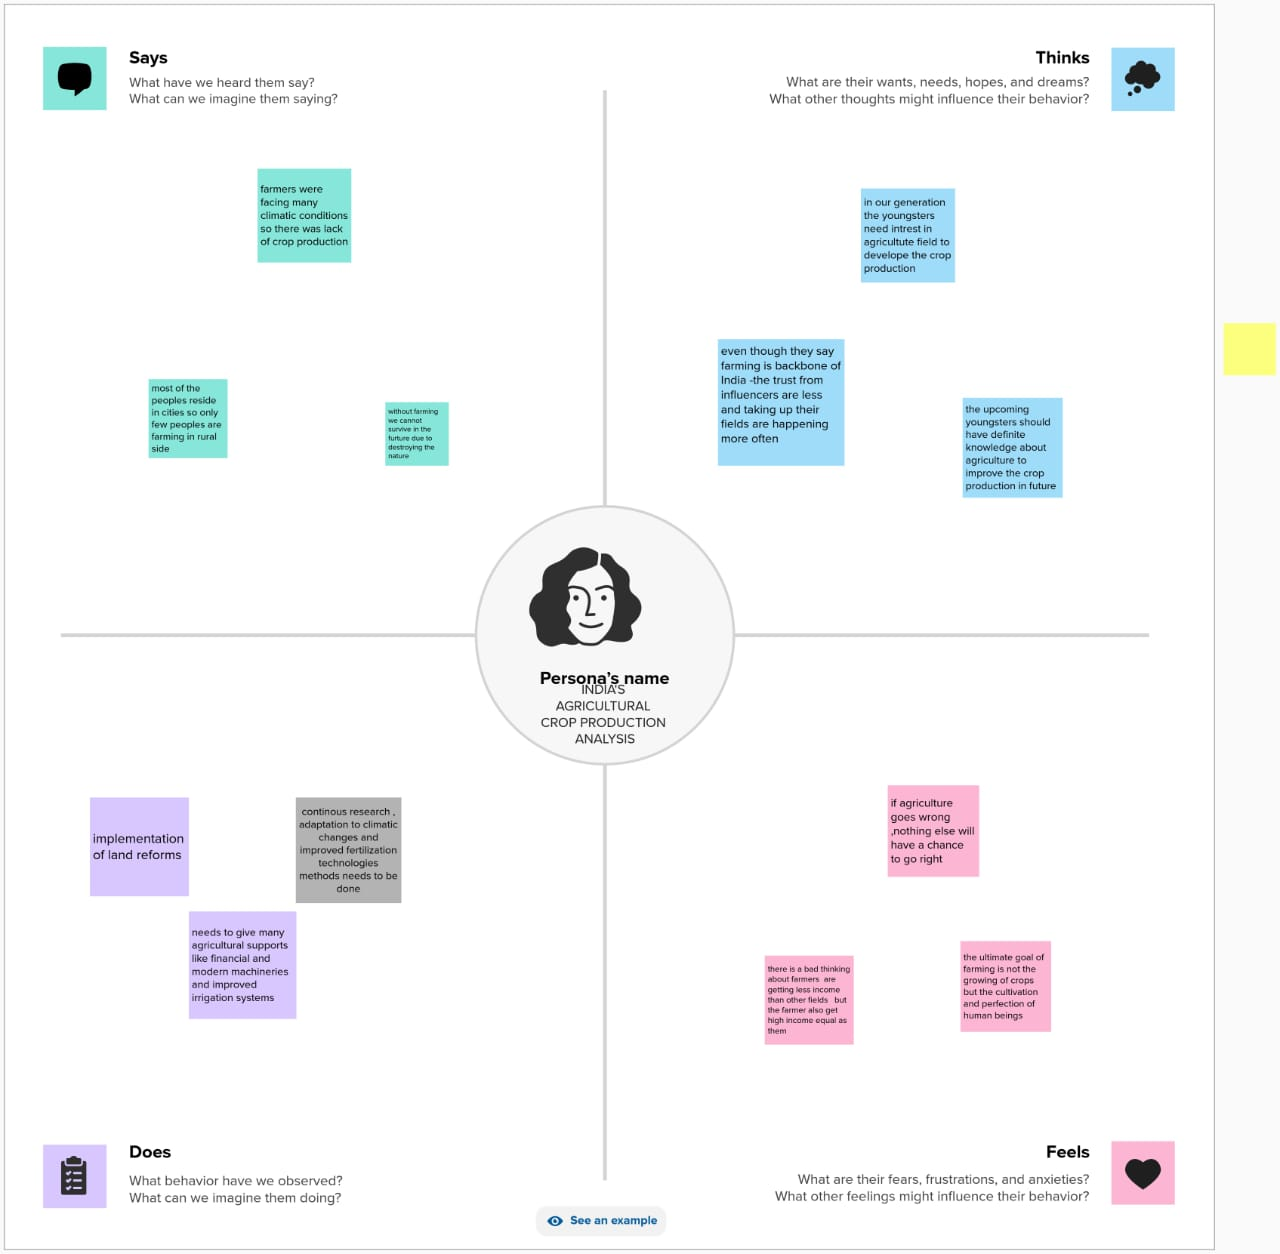 Says
What have we heard them say?
What can we imagine them saying?
Thinks
What are their wants, needs, hopes, and dreams?
What other thoughts might influence their behavior?
farmers were
facing many
climatic conditions
so there was lack
of crop production
most of the
peoples reside
in cities so only
few peoples are
farming in rural
side
without farming
we cannot
survive in the
furture due to
destroying the
nature
in our generation
the youngsters
need intrest in
agricultute field to
develope the crop
production
even though they say
farming is backbone of
India -the trust from
influencers are less
and taking up their
fields are happening
more often
the upcoming
youngsters should
have definite
knowledge about
agriculture to
improve the crop
production in future
Persona's name
INDIA'S
AGRICULTURAL
CROP PRODUCTION
ANALYSIS
implementation
of land reforms
continous research ,
adaptation to climatic
changes and
improved fertilization
technologies
methods needs to be
done
needs to give many
agricultural supports
like financial and
modern machineries
and improved
irrigation systems
if agriculture
goes wrong
,nothing else will
have a chance
to go right
there is a bad thinking
about farmers are
getting less income
than other fields but
the farmer also get
high income equal as
them
the ultimate goal of
farming is not the
growing of crops
but the cultivation
and perfection of
human beings
Does
What behavior have we observed?
What can we imagine them doing?
Feels
What are their fears, frustrations, and anxieties?
What other feelings might influence their behavior?
See an example